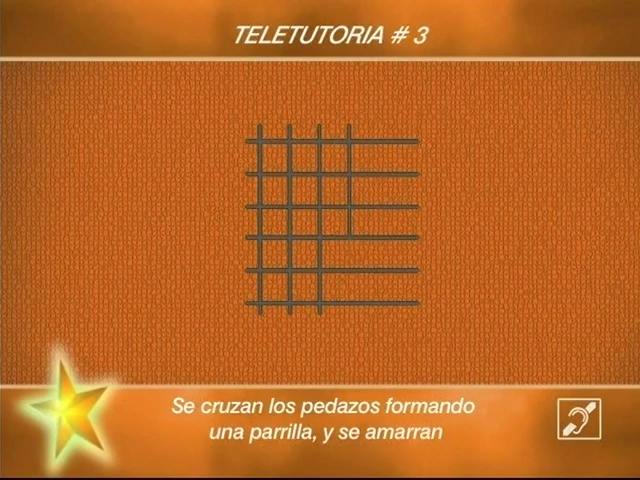 TELETUTORIA # 3
Se cruzan los pedazos formando
una parrilla, y se amarran